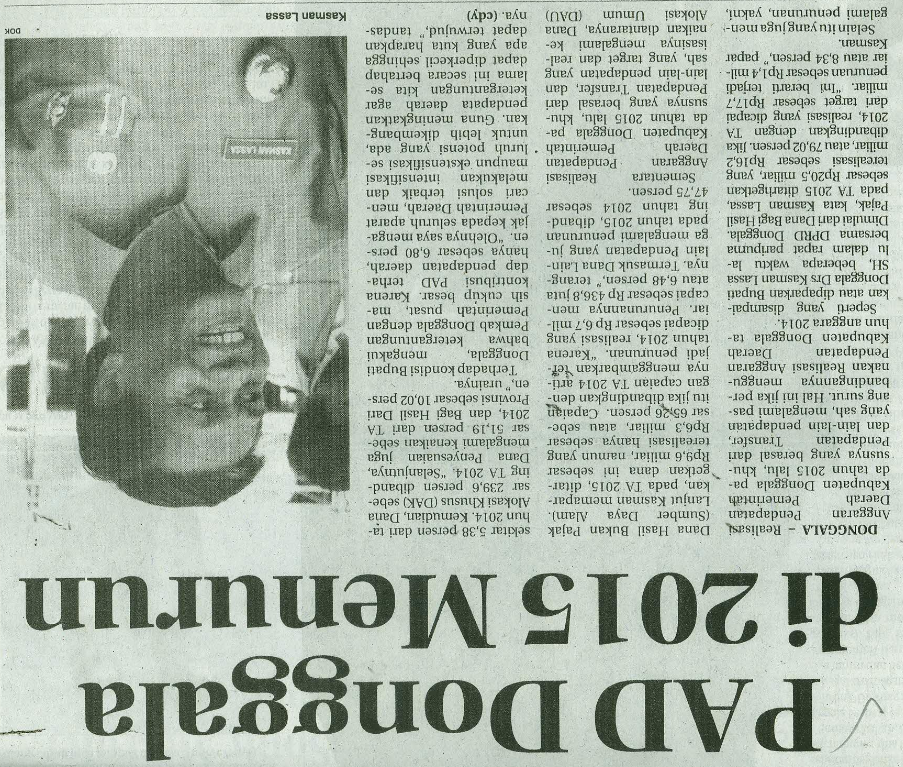 PAD Donggala
di 2015 Menurun
DONGGALA – Realisasi
Anggaran Pendapatan
Daerah Pemerinteh
Kabupaten Donggala pa-
da tahun 2015 lalu, khu-
susnya yang berasal dari
Pendapatan Transfer,
dan lain-lain pendapatan
yang sah, mengalami pas-
ang surut. Hal ini jika per-
bandingannya menggu-
nakan Realisasi Anggaran
Pendapatan Daerah
Kabupaten Donggala ta-
hun anggara 2014.
Seperti yang disampai-
kan atau dipaparkan Bupati
Donggala Drs Kasman Lassa
SH, beberapa waktu la-
lu dalam rapat paripurna
bersama DPRD Donggala.
Dimulai dari Dana Bagi Hasil
Pajak, kata Kasman Lassa,
pada TA 2015 ditargetkan
sebesar Rp20,5 miliar, yang
terealisasi sebesar Rp16,2
miliar, atau 79,02 persen. Jika
dibandingkan dengan TA
2014, realisasi yang dicapai
dari target sebesar Rp17,7
miliar. "Ini berarti terjadi
penuruan sebesar Rp1,4 mil-
iar atau 8,34 persen," papar
Kasman.
Selain itu yang juga men-
galami penurunan, yakni,
Dana Hasil Bukan Pajak
(Sumber Daya Alam).
Lanjut Kasman memapar-
kan, pada TA 2015, ditar-
getkan dana ini sebesar
Rp9,6 miliar, namun yang
terealisasi hanya sebesar
Rp6,3 miliar, atau sebe-
sar 65,26 persen. Capaian
itu jika dibandingkan den-
gan capaian TA 2014 arti-
nya menggambarkan ter-
jadi penurunan. "Karena
tahun 2014, realisasi yang
dicapai sebesar Rp 6,7 mil-
iar. Penurunannya men-
capai sebesar Rp 436,8 juta
atau 6,48 persen," terang-
nya. Termasuk Dana Lain-
lain Pendapatan yang ju-
ga mengalami penurunan
pada tahun 2015, diband-
ing tahun 2014 sebesar
47,75 persen.
Sementara Realisasi
Anggaran Pendapatan
Daerah Pemerinteh
Kabupaten Donggala pa-
da tahun 2015 lalu, khu-
susnya yang berasal dari
Pendapatan Transfer, dan
lain-lain pendapatan yang
sah, yang target dan real-
isasinya mengalami ke-
naikan diantaranya, Dana
Alokasi Umum (DAU)
sekitar 5,38 persen dari ta-
hun 2014. Kemudian, Dana
Alokasi Khusus (DAK) sebe-
sar 239,6 persen diband-
ing TA 2014. "Selanjutnya,
Dana Penyesuaian juga
mengalami kenaikan sebe-
sar 51,19 persen dari TA
2014, dan Bagi Hasil Dari
Provinsi sebesar 10,02 pers-
en," urainya.
Terhadap kondisi Bupati
Donggala, mengakui
bahwa ketergantungan
Pemkab Donggala dengan
Pemerintah pusat, ma-
sih cukup besar. Karena
kontribusi PAD terha-
dap pendapatan daerah,
hanya sebesar 6,80 pers-
en. "Olehnya saya menga-
jak kepada seluruh aparat
Pemerintah Daerah, men-
cari solusi terbaik dan
melakukan intensifikasi
maupun ekstensifikasi se-
luruh potensi yang ada,
untuk lebih dikembang-
kan. Guna meningkatkan
pendapata daerah agar
ketergantungan kita se-
lama ini secara bertahap
dapat diperkecil sehingga
apa yang kuta harapkan
dapat terwujud," tandas-
nya. (cdy)
KASMAN LASSA
DOK
Kasman Lassa